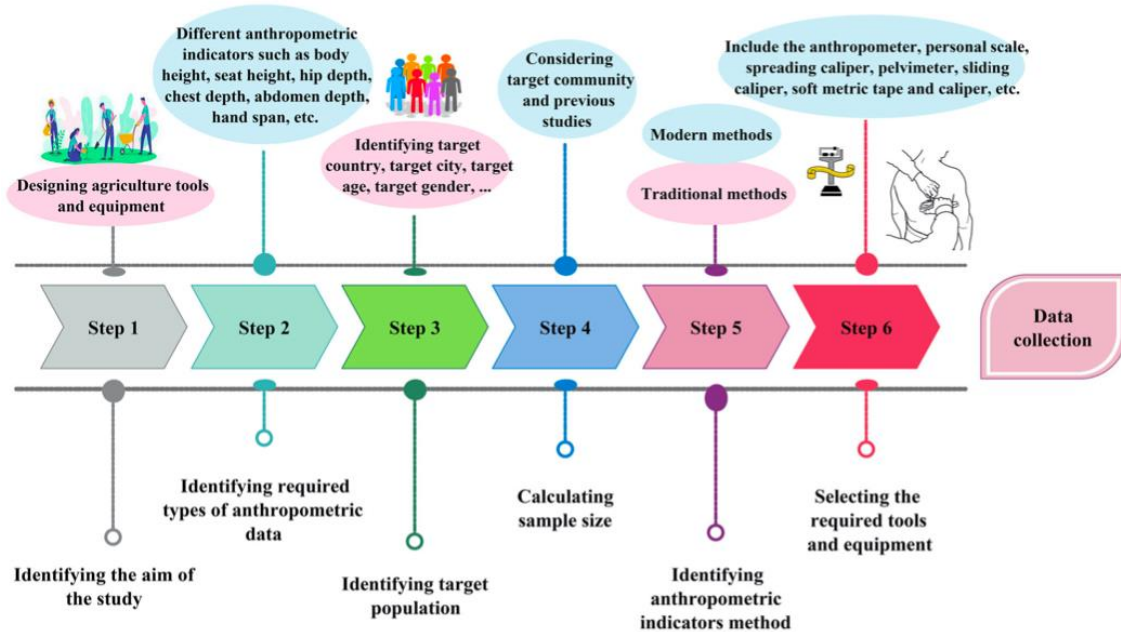 Different anthropometric
indicators such as body
height, seat height, hip depth,
chest depth, abdomen depth,
hand span, etc.
Considering
target community
and previous
studies
Include the anthropometer, personal scale,
spreading caliper, pelvimeter, sliding
caliper, soft metric tape and caliper, etc.
Designing agriculture tools
and equipment
Identifying target
country, target city, target
age, target gender, ...
Modern methods
Traditional methods
Step 1
Step 2
Step 3
Step 4
Step 5
Step 6
Data
collection
Identifying the aim of
the study
Identifying required
types of anthropometric
data
Identifying target
population
Calculating
sample size
Identifying
anthropometric
indicators method
Selecting the
required tools
and equipment